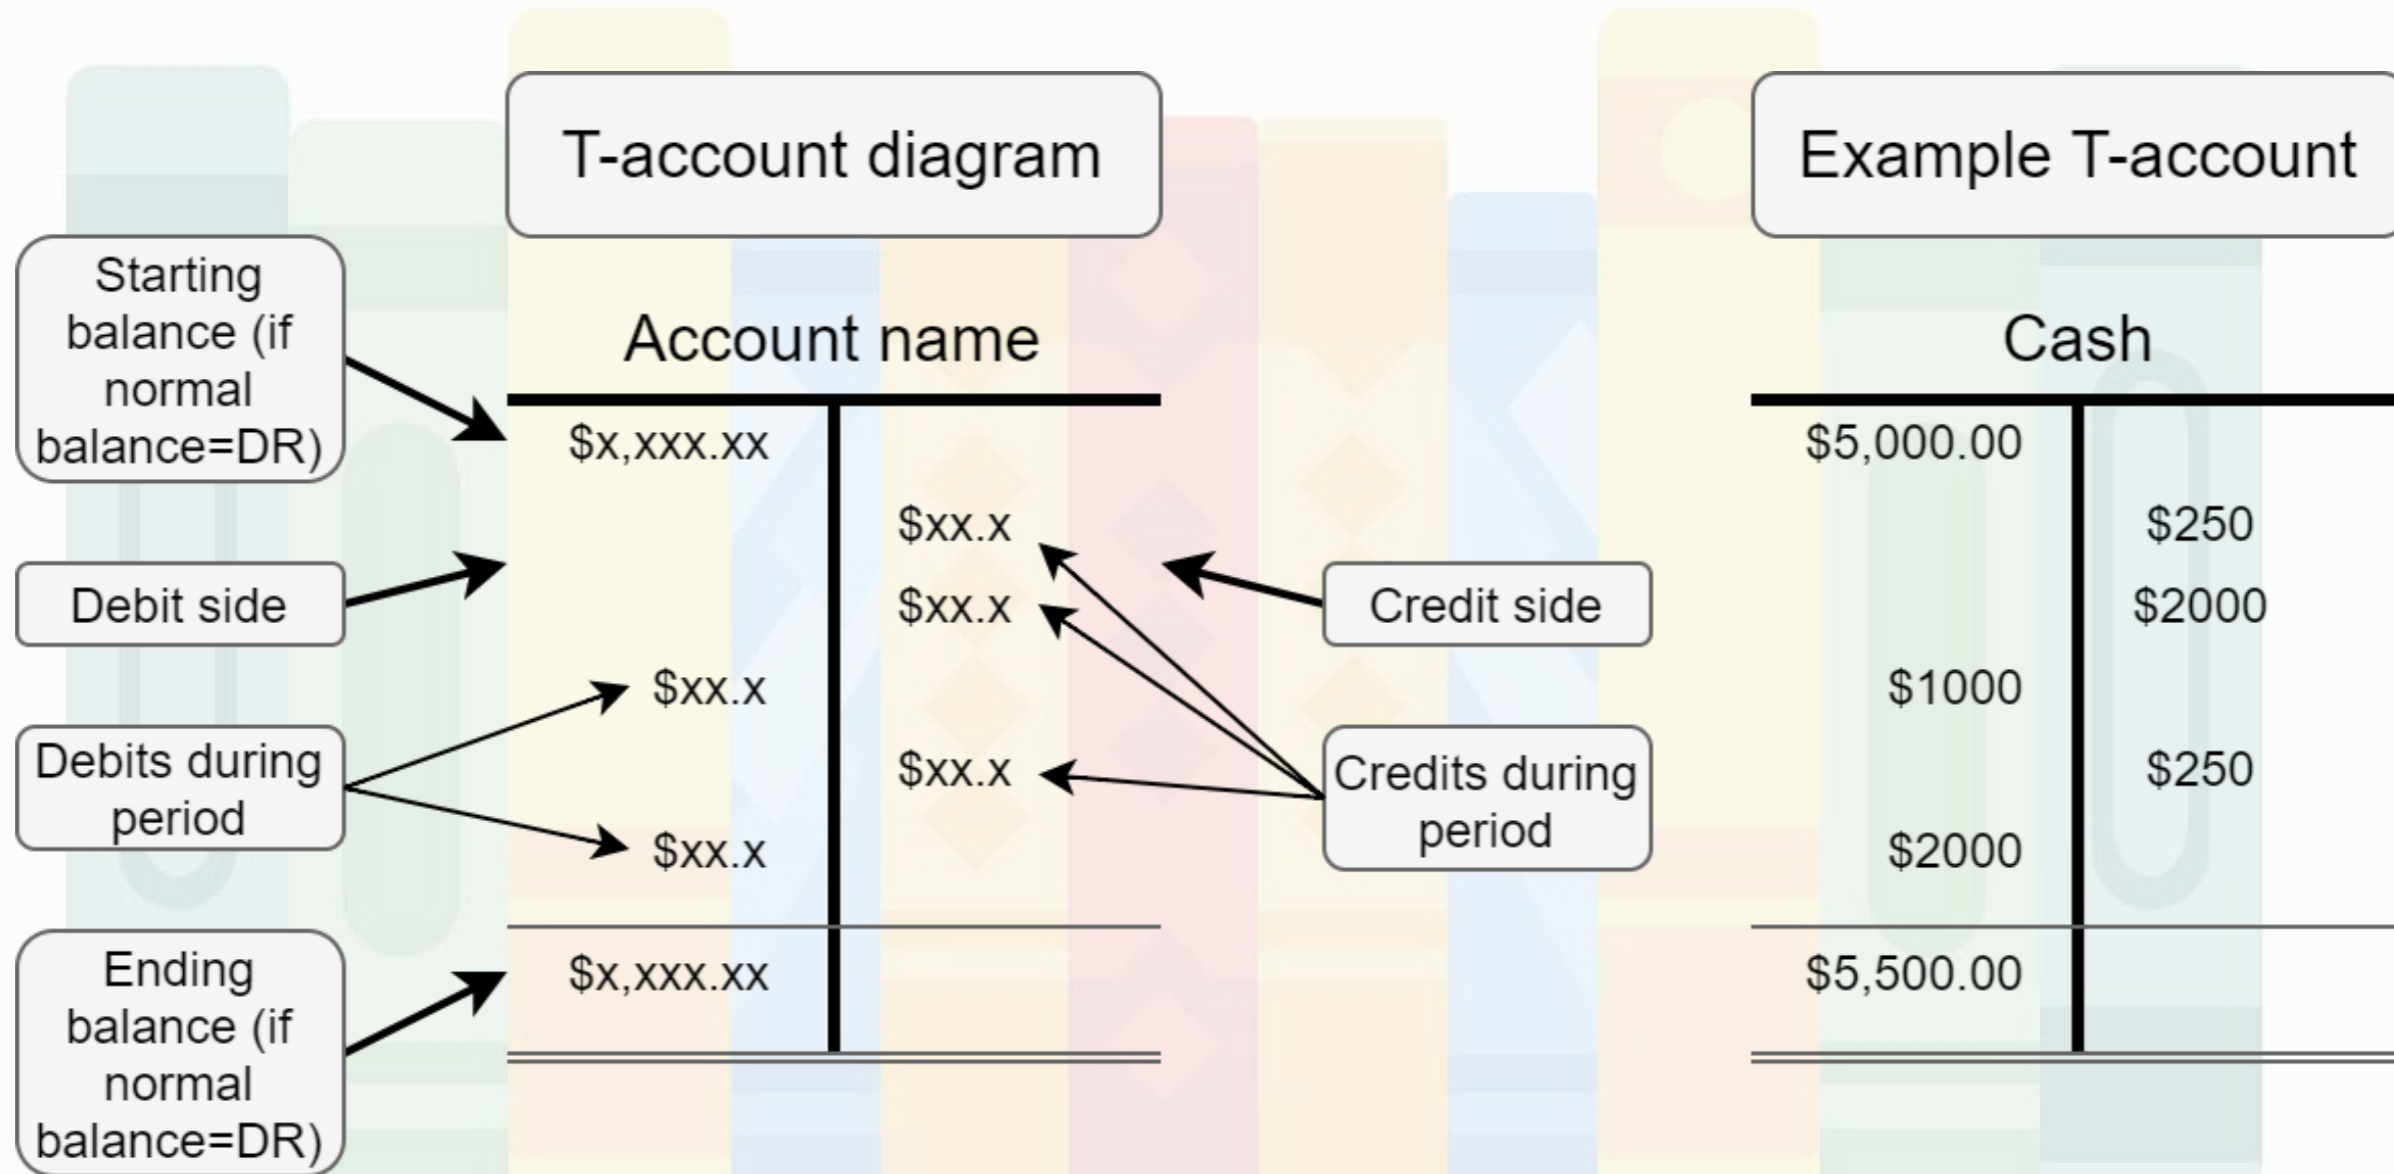 T-account diagram
Example T-account
Starting
balance (if
normal
balance=DR)
Account name
$x,xxx.xx
$xx.x
$xx.x
Debit side
Credit side
$xx.x
Debits during
period
$xx.x
Credits during
period
$xx.x
Ending
balance (if
normal
balance=DR)
$x,xxx.xx
Cash
$5,000.00
$250
$2000
$1000
$250
$2000
$5,500.00